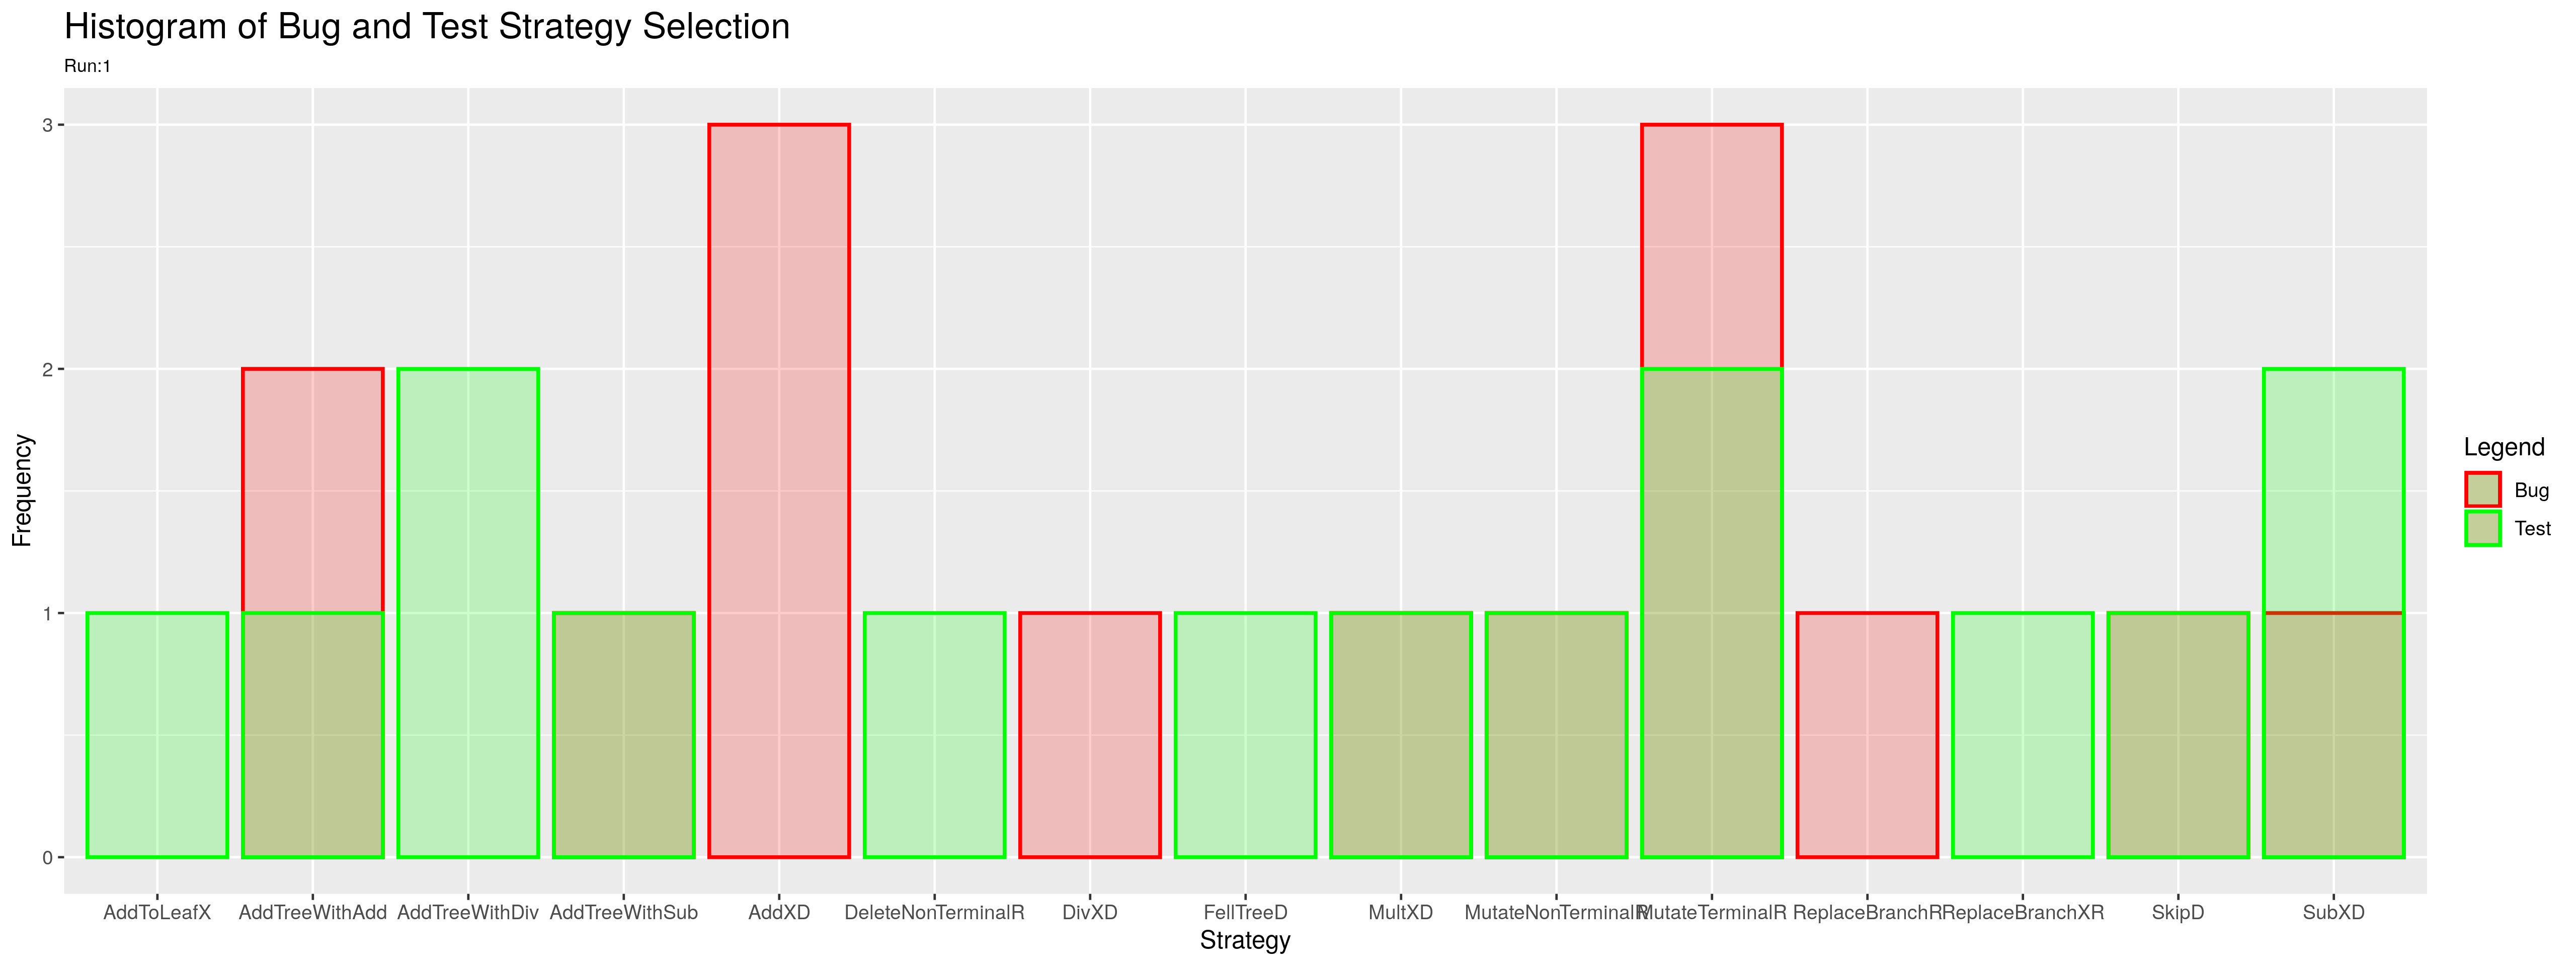 Histogram of Bug and Test Strategy Selection
Run:1
3
2
1
0
Frequency
AddToLeafX AddTreeWithAdd AddTreeWithDiv AddTreeWithSub AddXD DeleteNonTerminalR DivXD FellTreeD MultXD MutateNonTerminalR MutateTerminalR ReplaceBranchR ReplaceBranchXR SkipD SubXD
Strategy
Legend
Bug
Test